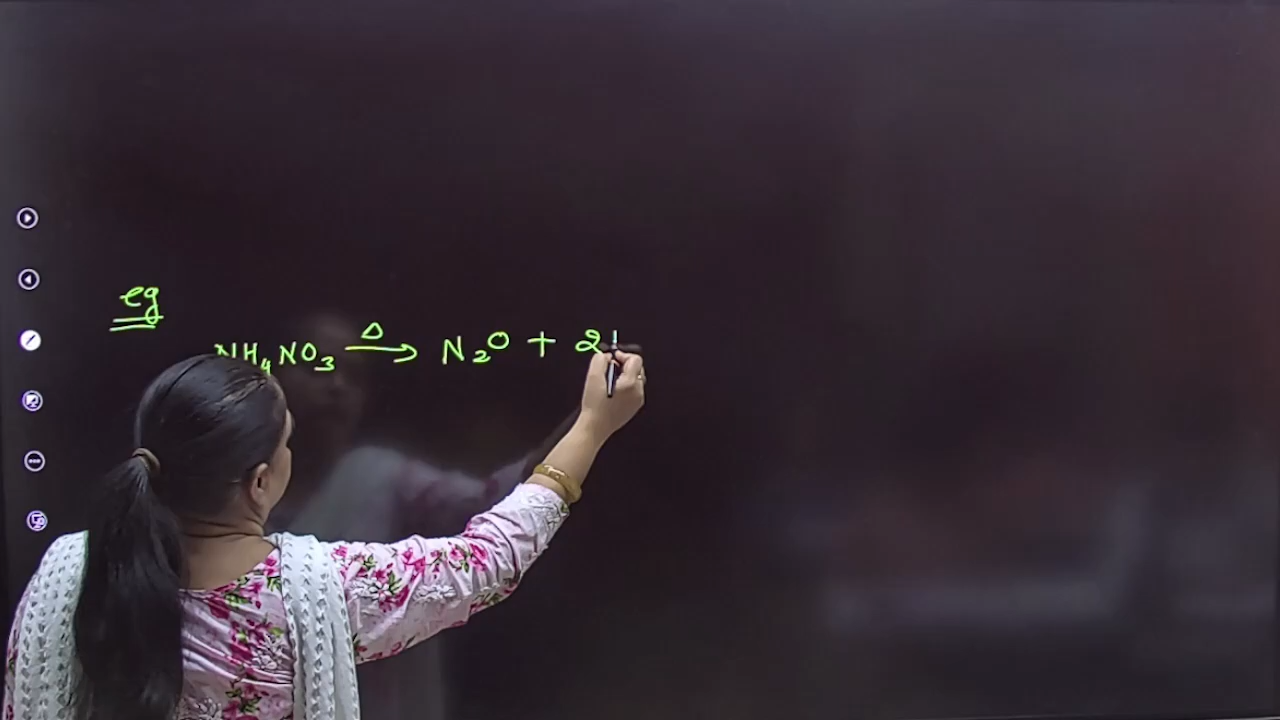 eg
NH₄NO₃ —Δ→ N₂O + 2